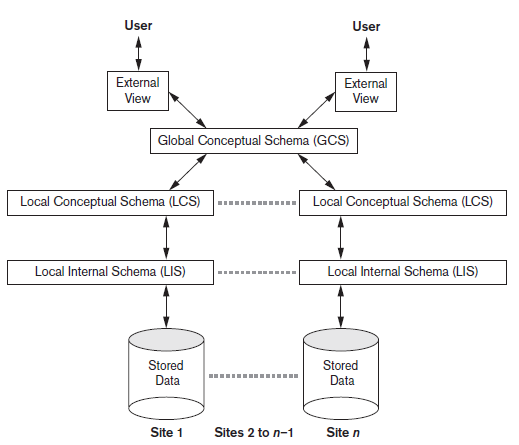 User
User
External
View
External
View
Global Conceptual Schema (GCS)
Local Conceptual Schema (LCS)
Local Conceptual Schema (LCS)
Local Internal Schema (LIS)
Local Internal Schema (LIS)
Stored
Data
Stored
Data
Site 1
Sites 2 to n–1
Site n